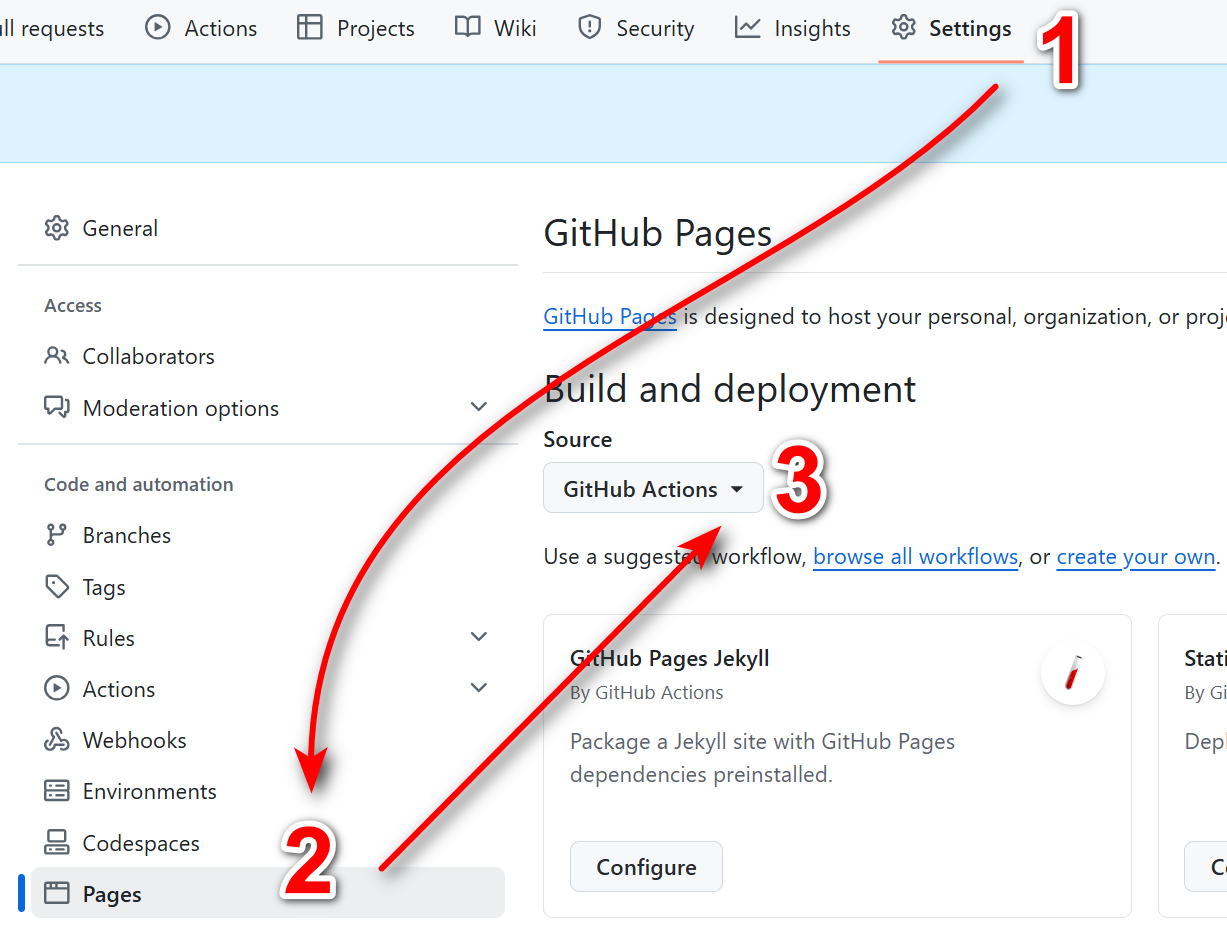 ll requests Actions Projects Wiki Security Insights Settings 1
General
Access
Collaborators
Moderation options
Code and automation
Branches
Tags
Rules
Actions
Webhooks
Environments
Codespaces
Pages
2
GitHub Pages
GitHub Pages is designed to host your personal, organization, or proj
Build and deployment
Source
GitHub Actions 3
Use a suggested workflow, browse all workflows, or create your own.
GitHub Pages Jekyll
By GitHub Actions
Package a Jekyll site with GitHub Pages
dependencies preinstalled.
Configure
Stati
By Gi
Depl